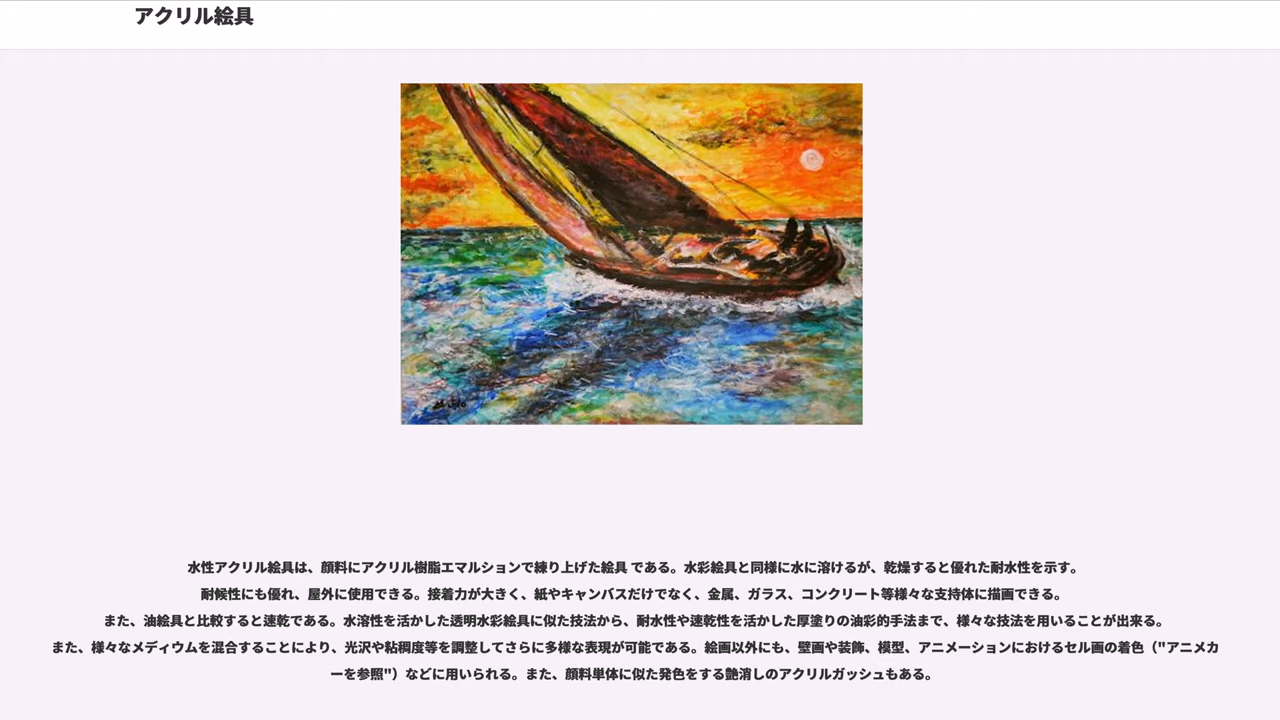 アクリル絵具
水性アクリル絵具は、顔料にアクリル樹脂エマルションで練り上げた絵具 である。水彩絵具と同様に水に溶けるが、乾燥すると優れた耐水性を示す。
耐候性にも優れ、屋外に使用できる。接着力が大きく、紙やキャンバスだけでなく、金属、ガラス、コンクリート等様々な支持体に描画できる。
また、油絵具と比較すると速乾である。水溶性を活かした透明水彩絵具に似た技法から、耐水性や速乾性を活かした厚塗りの油彩的手法まで、様々な技法を用いることが出来る。
また、様々なメディウムを混合することにより、光沢や粘稠度等を調整してさらに多様な表現が可能である。絵画以外にも、壁画や装飾、模型、アニメーションにおけるセル画の着色（"アニメカ
ーを参照"）などに用いられる。また、顔料単体に似た発色をする艶消しのアクリルガッシュもある。